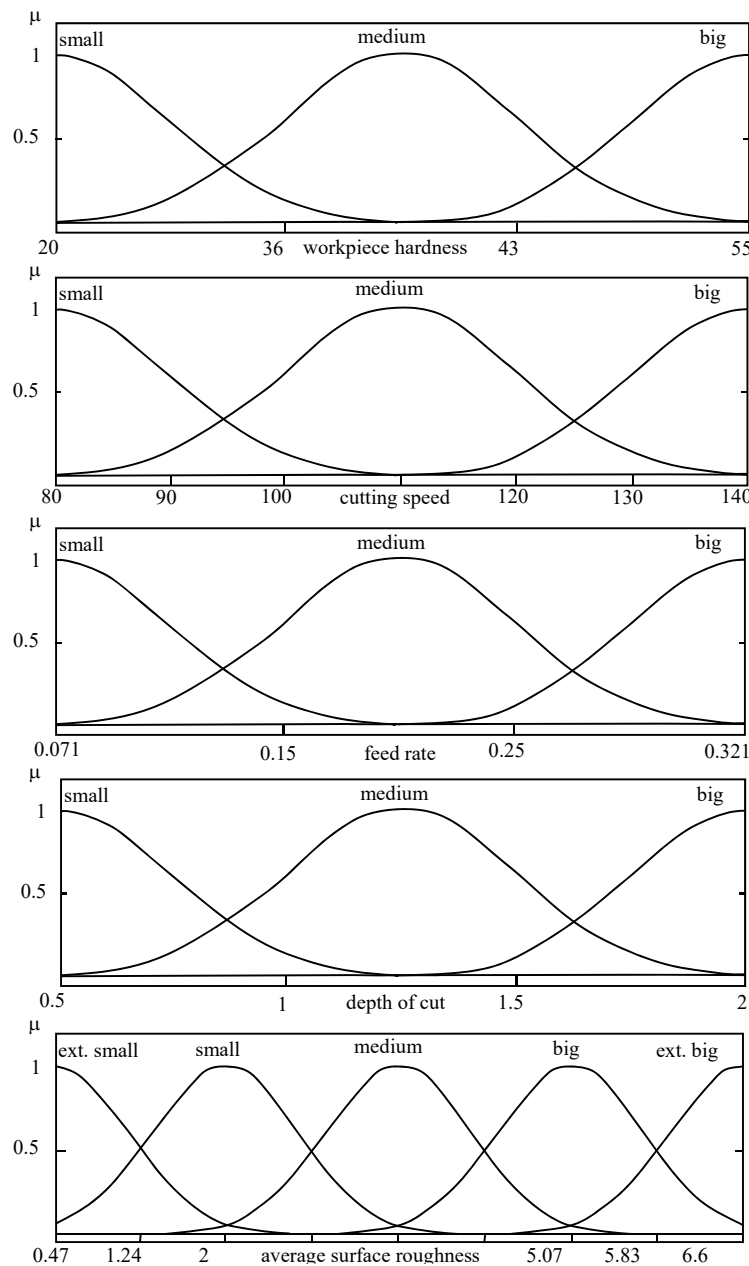 μ
small medium big
1
0.5
20 36 workpiece hardness 43 55
μ
small medium big
1
0.5
80 90 100 cutting speed 120 130 140
μ
small medium big
1
0.5
0.071 0.15 feed rate 0.25 0.321
μ
small medium big
1
0.5
0.5 1 depth of cut 1.5 2
μ
ext. small small medium big ext. big
1
0.5
0.47 1.24 2 average surface roughness 5.07 5.83 6.6